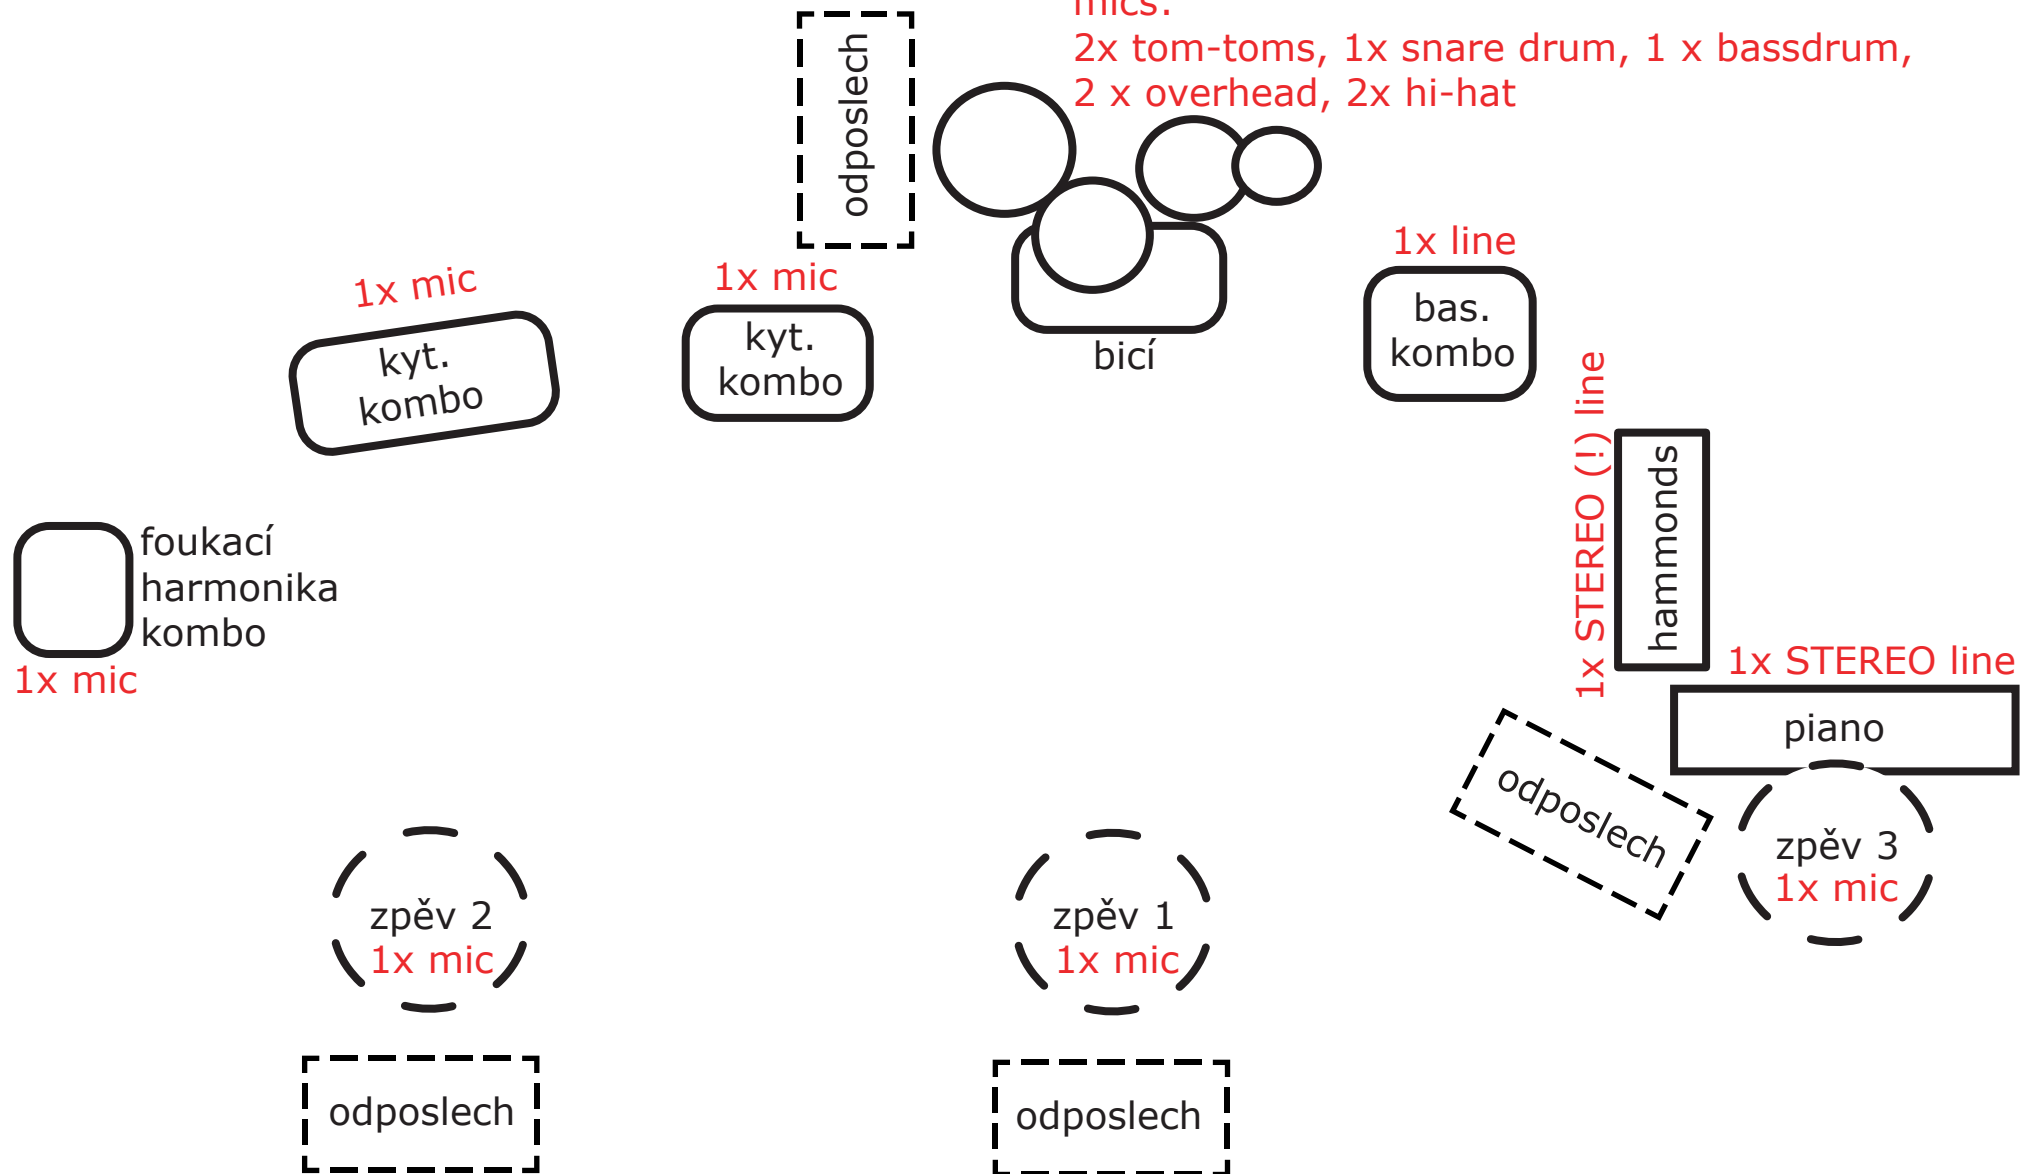 mics:
2x tom-toms, 1x snare drum, 1 x bassdrum,
2 x overhead, 2x hi-hat
odposlech
bicí
1x mic
kyt.
kombo
1x mic
kyt.
kombo
1x line
bas.
kombo
1x STEREO (!) line
hammonds
foukací
harmonika
kombo
1x mic
1x STEREO line
piano
odposlech
zpěv 3
1x mic
zpěv 2
1x mic
zpěv 1
1x mic
odposlech
odposlech